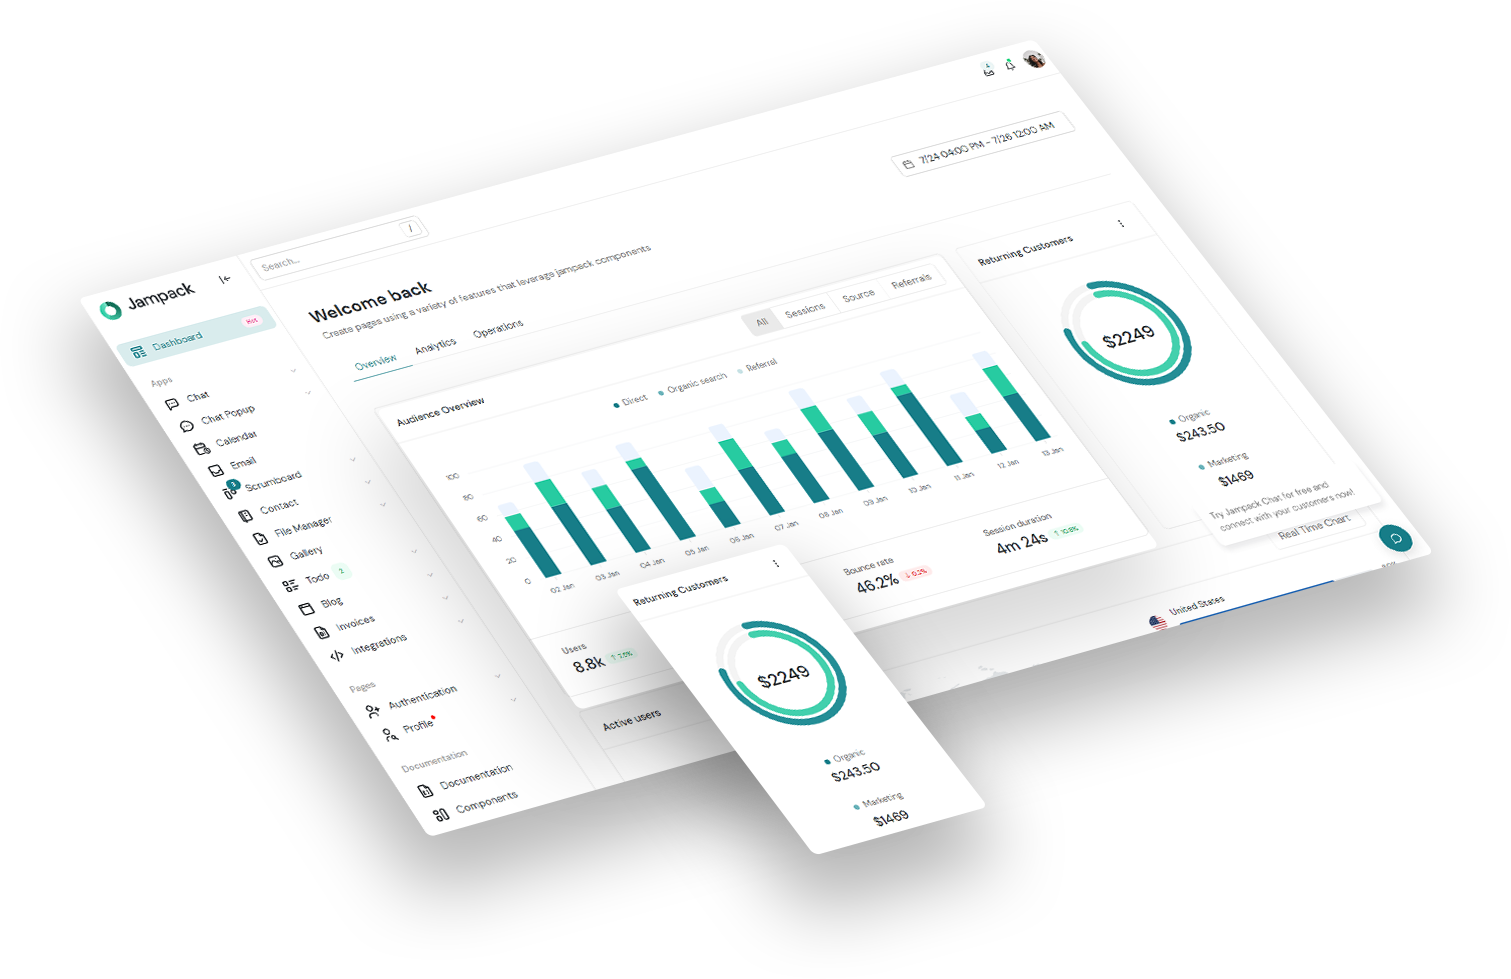 Jampack
Search...
/
7/24 04:00 PM - 7/26 12:00 AM
Dashboard
Hot
Apps
Chat
Chat Popup
Calendar
Email
3
Scrumboard
Contact
File Manager
Gallery
Todo
2
Blog
Invoices
Integrations
Pages
Authentication
Profile
Documentation
Documentation
Components
Welcome back
Create pages using a variety of features that leverage jampack components
Overview
Analytics
Operations
Audience Overview
All
Sessions
Source
Referrals
Direct
Organic search
Referral
100
80
60
40
20
0
02 Jan
03 Jan
04 Jan
05 Jan
06 Jan
07 Jan
08 Jan
09 Jan
10 Jan
11 Jan
12 Jan
13 Jan
Users
8.8k
Bounce rate
46.2%
↓ 0.2%
Session duration
4m 24s
↑ 10.8%
Active users
Returning Customers
$2249
Organic
$243.50
Marketing
$1469
Try Jampack Chat for free and
connect with your customers now!
Real Time Chart
United States
Returning Customers
$2249
Organic
$243.50
Marketing
$1469